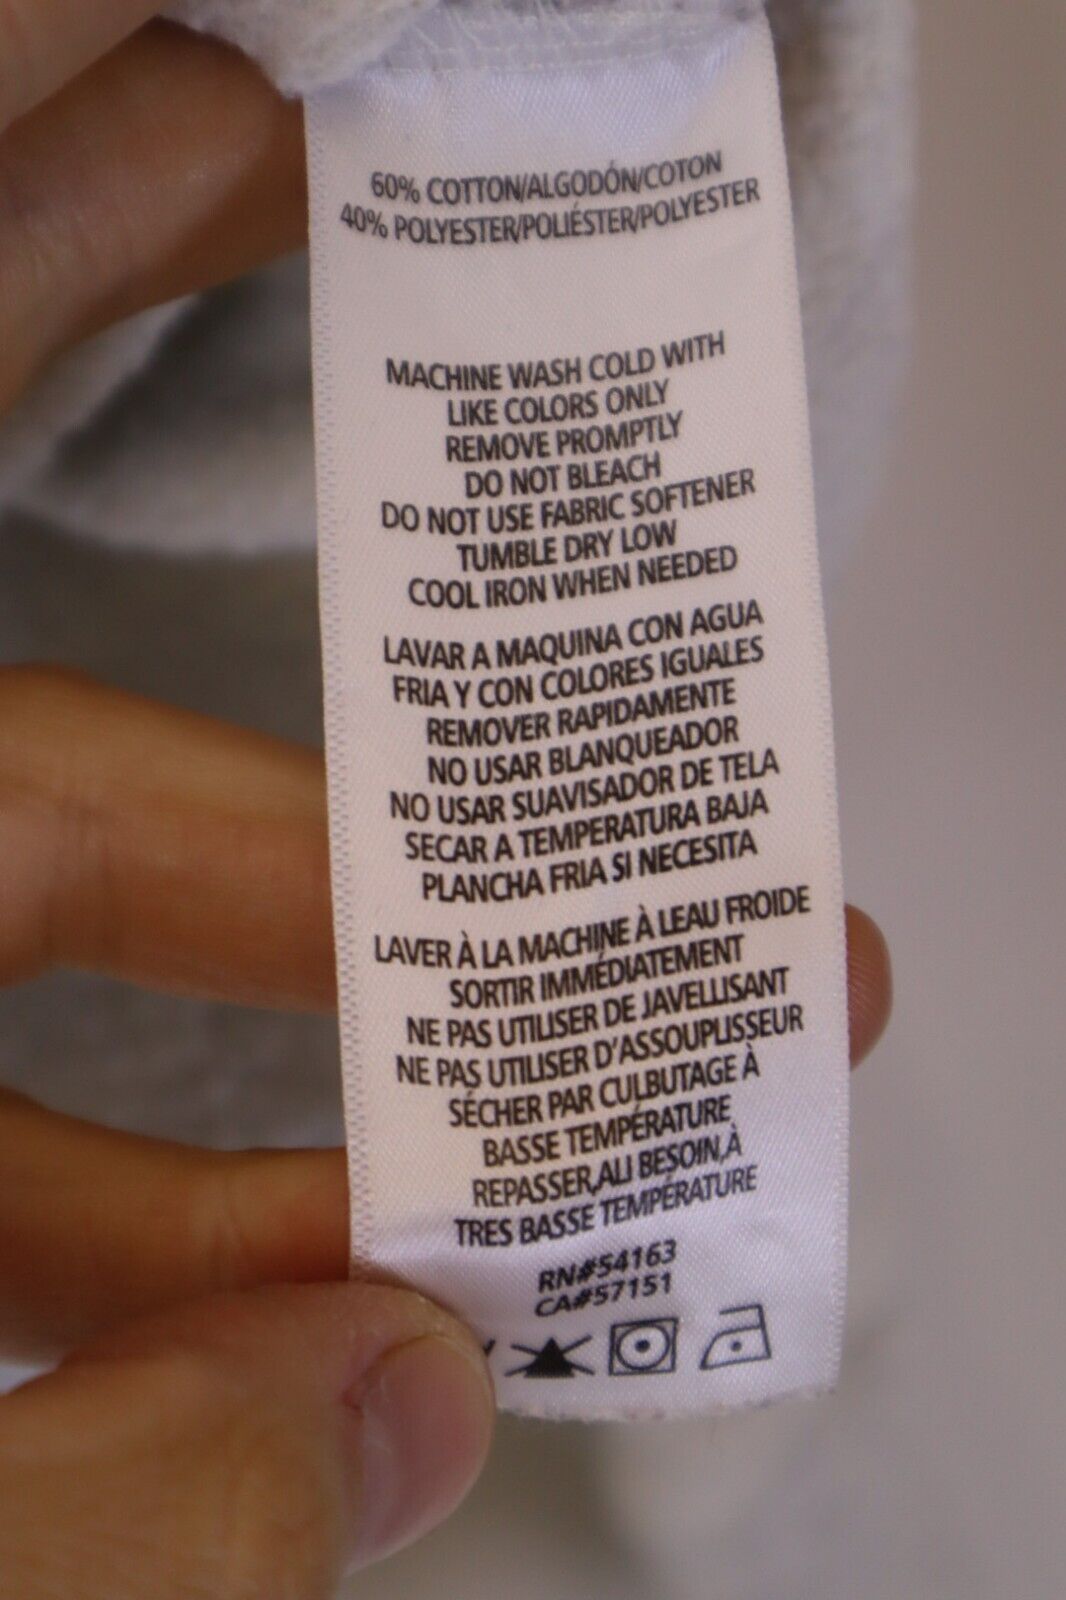 60% COTTON/ALGODÓN/COTON
40% POLYESTER/POLIÉSTER/POLYESTER
MACHINE WASH COLD WITH
LIKE COLORS ONLY
REMOVE PROMPTLY
DO NOT BLEACH
DO NOT USE FABRIC SOFTENER
TUMBLE DRY LOW
COOL IRON WHEN NEEDED
LAVAR A MAQUINA CON AGUA
FRIA Y CON COLORES IGUALES
REMOVER RAPIDAMENTE
NO USAR BLANQUEADOR
NO USAR SUAVISADOR DE TELA
SECAR A TEMPERATURA BAJA
PLANCHA FRIA SI NECESITA
LAVER À LA MACHINE À LEAU FROIDE
SORTIR IMMÉDIATEMENT
NE PAS UTILISER DE JAVELLISANT
NE PAS UTILISER D'ASSOUPLISSEUR
SÉCHER PAR CULBUTAGE À
BASSE TEMPÉRATURE
REPASSER,ALI BESOIN,À
TRES BASSE TEMPÉRATURE
RN#54163
CA#57151